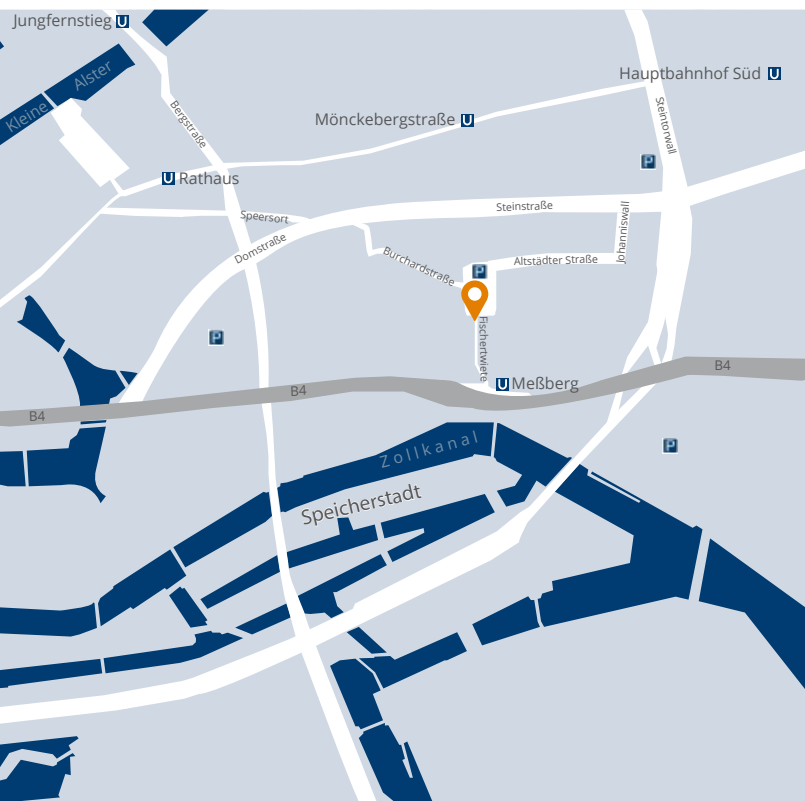 Jungfernstieg U
Hauptbahnhof Süd U
Kleine Alster
Bergstraße
Steintorwall
Mönckebergstraße U
P
U Rathaus
Speersort
Steinstraße
Johanniswall
Domstraße
Burchardstraße
Altstädter Straße
P
Fischertwiete
P
U Meßberg
B4
B4
B4
P
Zollkanal
Speicherstadt